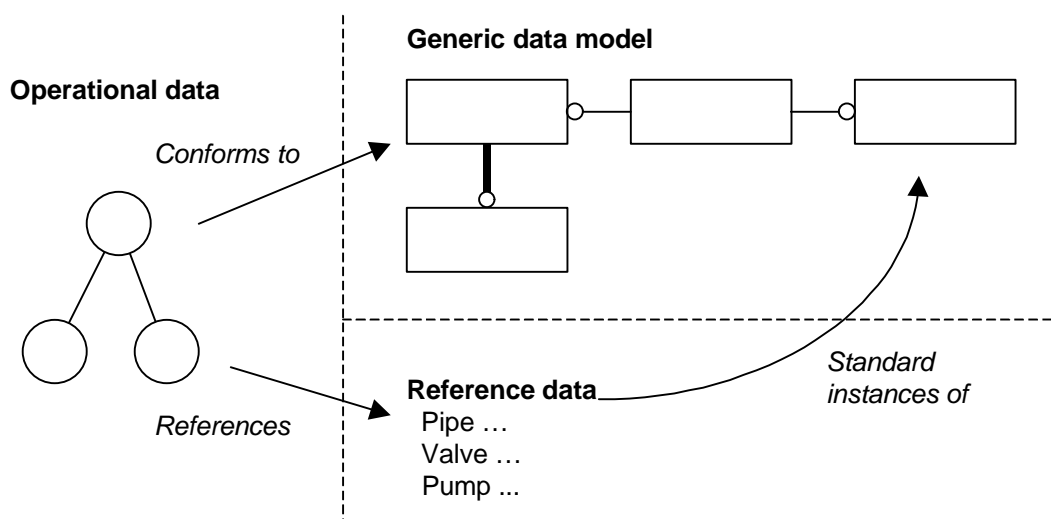 Generic data model
Operational data
Conforms to
Standard
instances of
Reference data
Pipe …
Valve …
Pump ...
References